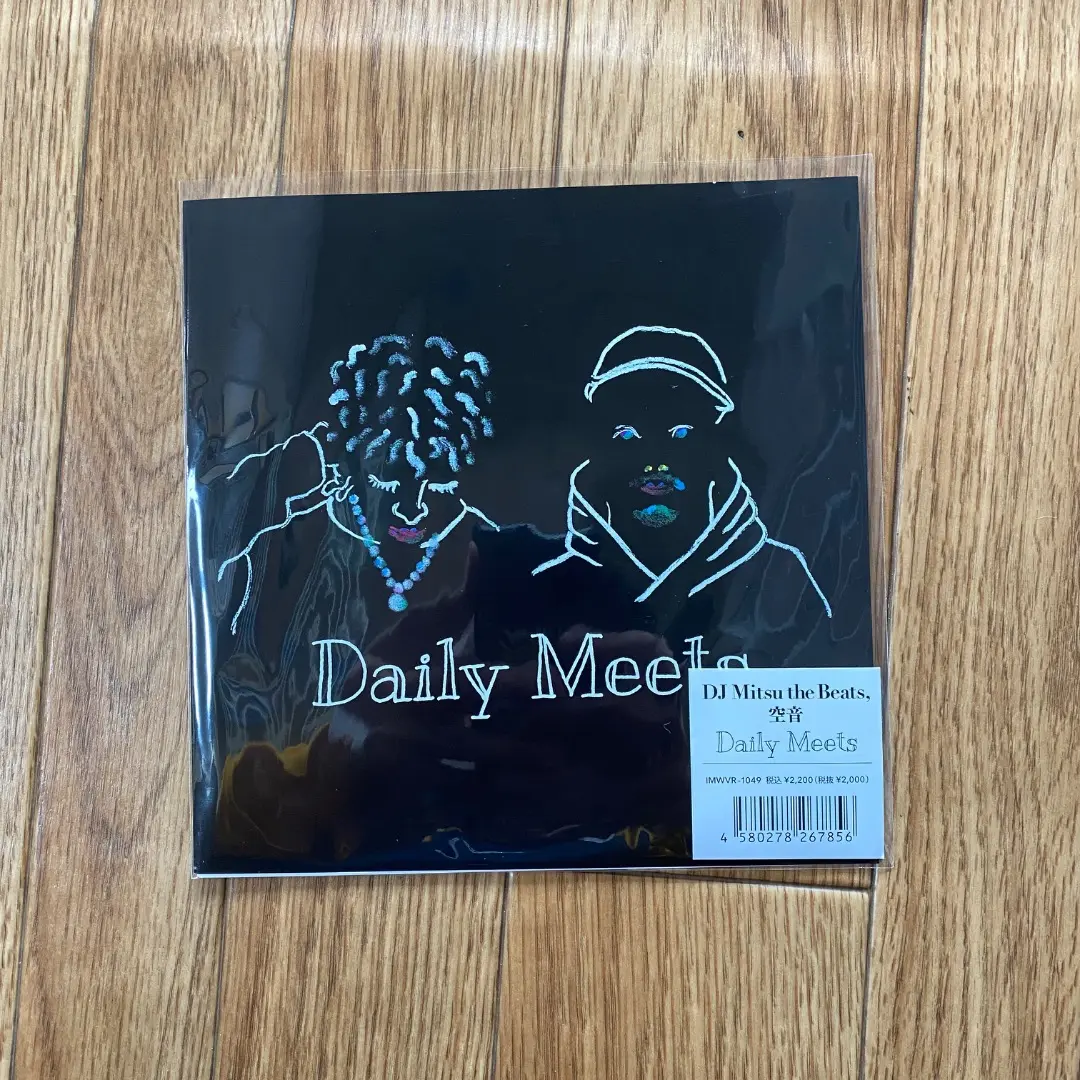 Daily Meets
DJ Mitsu the Beats,
空音
Daily Meets
IMWVR-1049 税込 ¥2,200(税抜 ¥2,000)
4 580278 267856